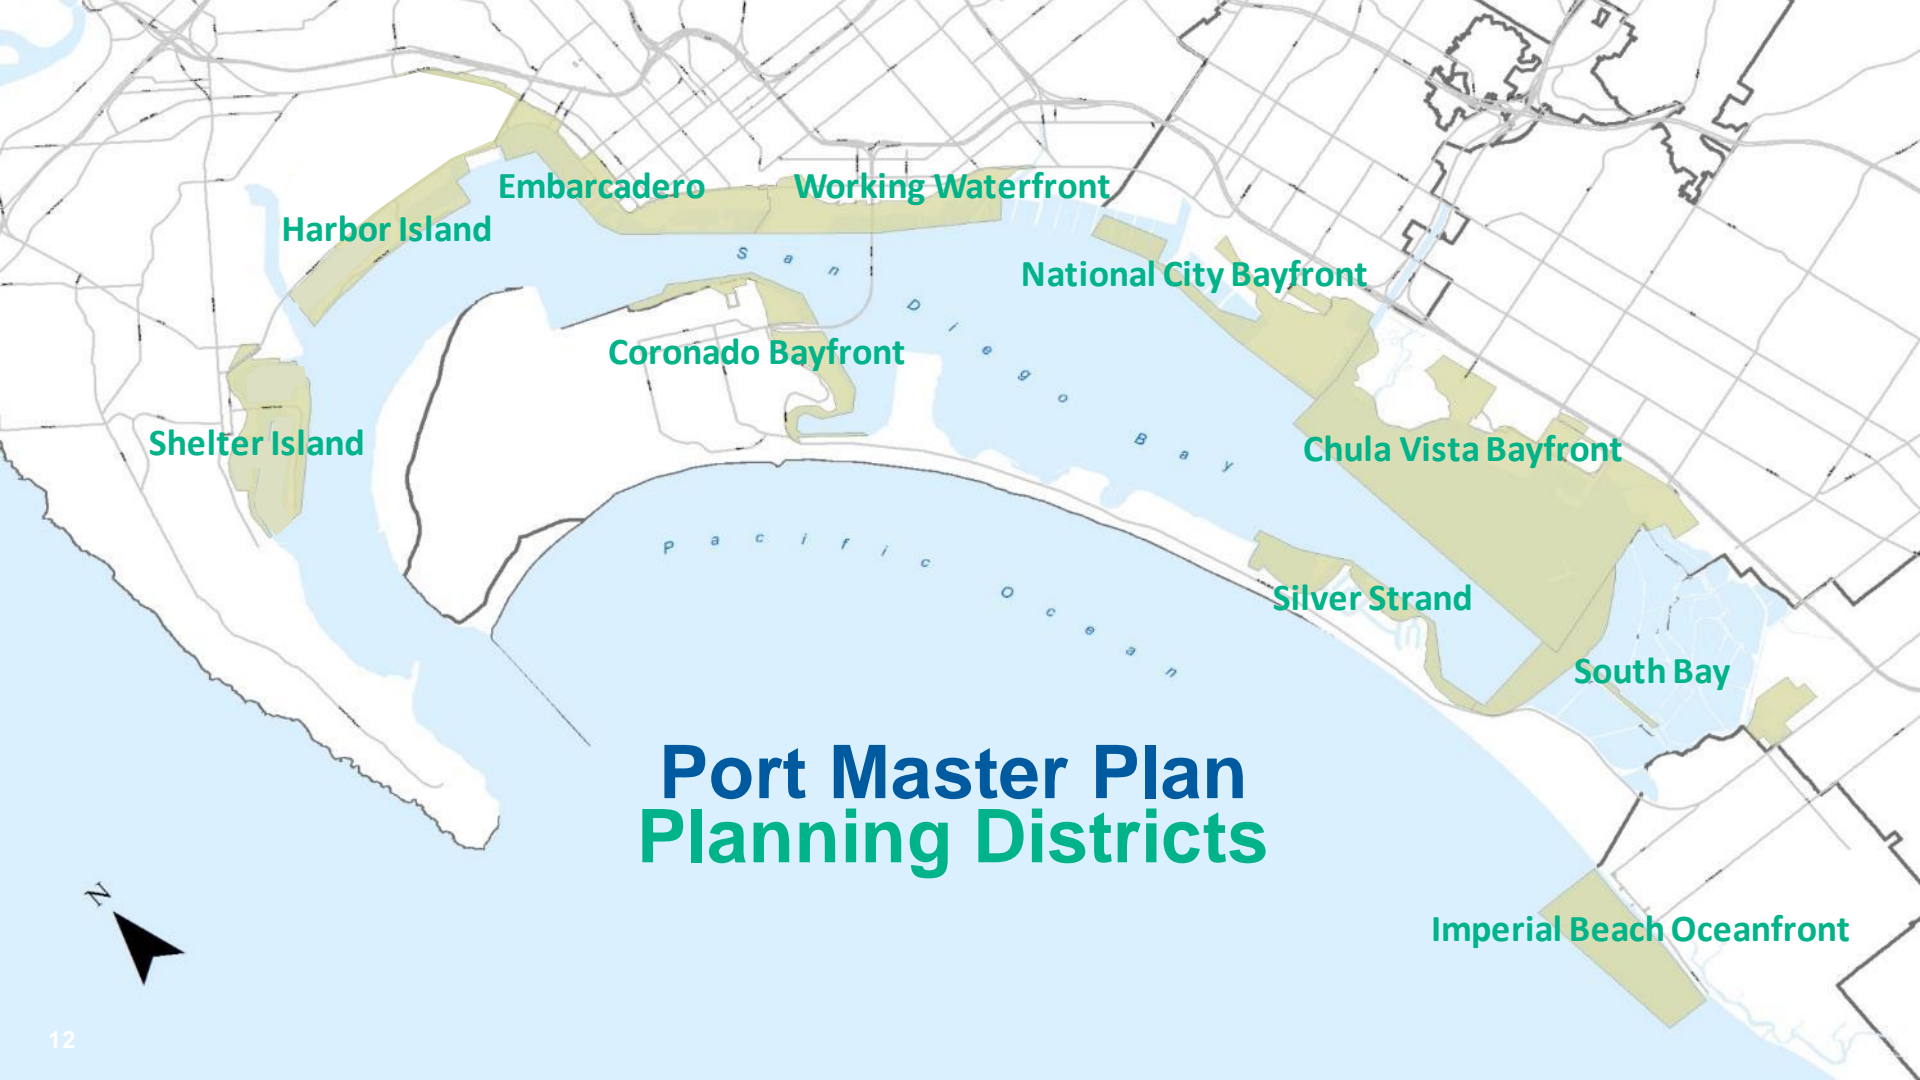 Embarcadero
Working Waterfront
Harbor Island
San Diego Bay
National City Bayfront
Coronado Bayfront
Shelter Island
Chula Vista Bayfront
Pacific Ocean
Silver Strand
South Bay
Port Master Plan
Planning Districts
N
Imperial Beach Oceanfront
12